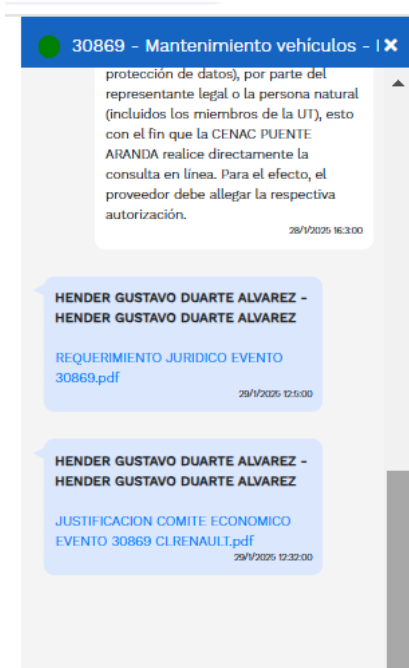 30869 - Mantenimiento vehículos - I
protección de datos), por parte del
representante legal o la persona natural
(incluidos los miembros de la UT), esto
con el fin que la CENAC PUENTE
ARANDA realice directamente la
consulta en línea. Para el efecto, el
proveedor debe allegar la respectiva
autorización.
28/1/2025 16:3:00
HENDER GUSTAVO DUARTE ALVAREZ -
HENDER GUSTAVO DUARTE ALVAREZ
REQUERIMIENTO JURIDICO EVENTO
30869.pdf
29/1/2025 12:5:00
HENDER GUSTAVO DUARTE ALVAREZ -
HENDER GUSTAVO DUARTE ALVAREZ
JUSTIFICACION COMITE ECONOMICO
EVENTO 30869 CLRENAULT.pdf
29/1/2025 12:32:00